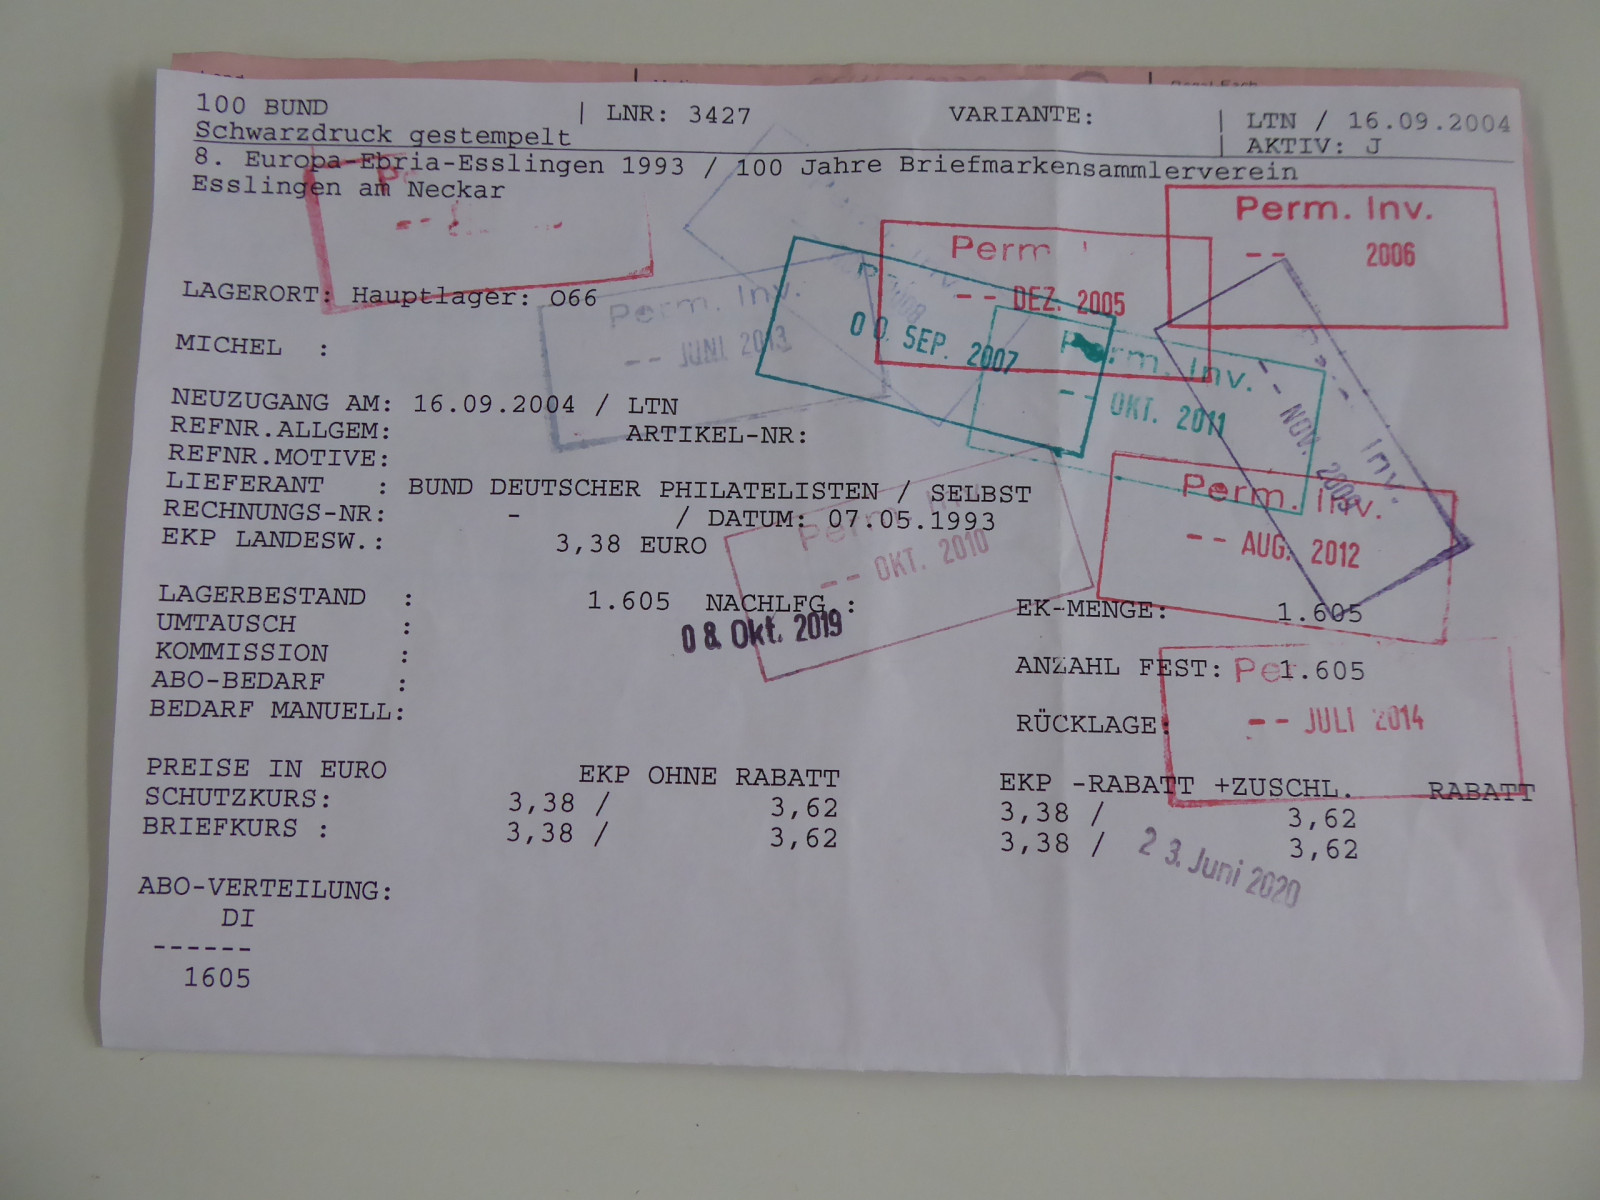 100 BUND | LNR: 3427 VARIANTE: | LTN / 16.09.2004
Schwarzdruck gestempelt | AKTIV: J
8. Europa-Ebria-Esslingen 1993 / 100 Jahre Briefmarkensammlerverein
Esslingen am Neckar
Perm. Inv.
-- 2006
Perm
-- DEZ. 2005
LAGERORT: Hauptlager: O66
Perm. Inv.
-- JUNI 2013
00. SEP. 2007
MICHEL :
Perm. Inv.
-- OKT. 2011
NEUZUGANG AM: 16.09.2004 / LTN
REFNR.ALLGEM: ARTIKEL-NR:
REFNR.MOTIVE:
-- NOV. Inv.
LIEFERANT : BUND DEUTSCHER PHILATELISTEN / SELBST
RECHNUNGS-NR: - / DATUM: 07.05.1993
EKP LANDESW.: 3,38 EURO
Perm. Inv.
-- AUG. 2012
Perm. Inv.
-- OKT. 2010
LAGERBESTAND : 1.605 NACHLFG.: EK-MENGE: 1.605
UMTAUSCH :
08. Okt. 2019
KOMMISSION : ANZAHL FEST: 1.605
ABO-BEDARF :
BEDARF MANUELL: RÜCKLAGE:
Per
-- JULI 2014
PREISE IN EURO EKP OHNE RABATT EKP -RABATT +ZUSCHL. RABATT
SCHUTZKURS: 3,38 / 3,62 3,38 / 3,62
BRIEFKURS : 3,38 / 3,62 3,38 / 3,62
23. Juni 2020
ABO-VERTEILUNG:
DI
------
1605